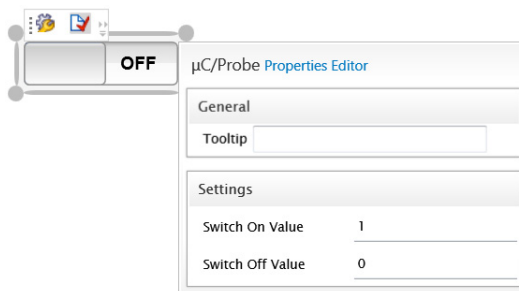 OFF
µC/Probe Properties Editor
General
Tooltip
Settings
Switch On Value 1
Switch Off Value 0